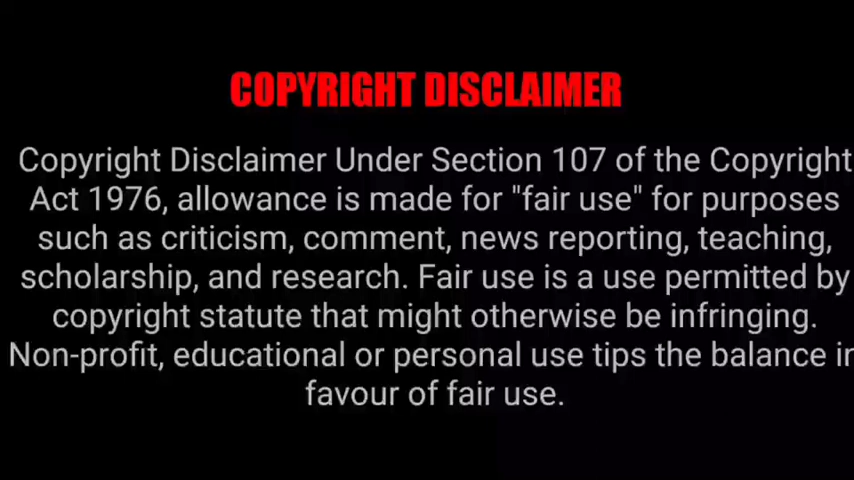 COPYRIGHT DISCLAIMER
Copyright Disclaimer Under Section 107 of the Copyright
Act 1976, allowance is made for "fair use" for purposes
such as criticism, comment, news reporting, teaching,
scholarship, and research. Fair use is a use permitted by
copyright statute that might otherwise be infringing.
Non-profit, educational or personal use tips the balance in
favour of fair use.